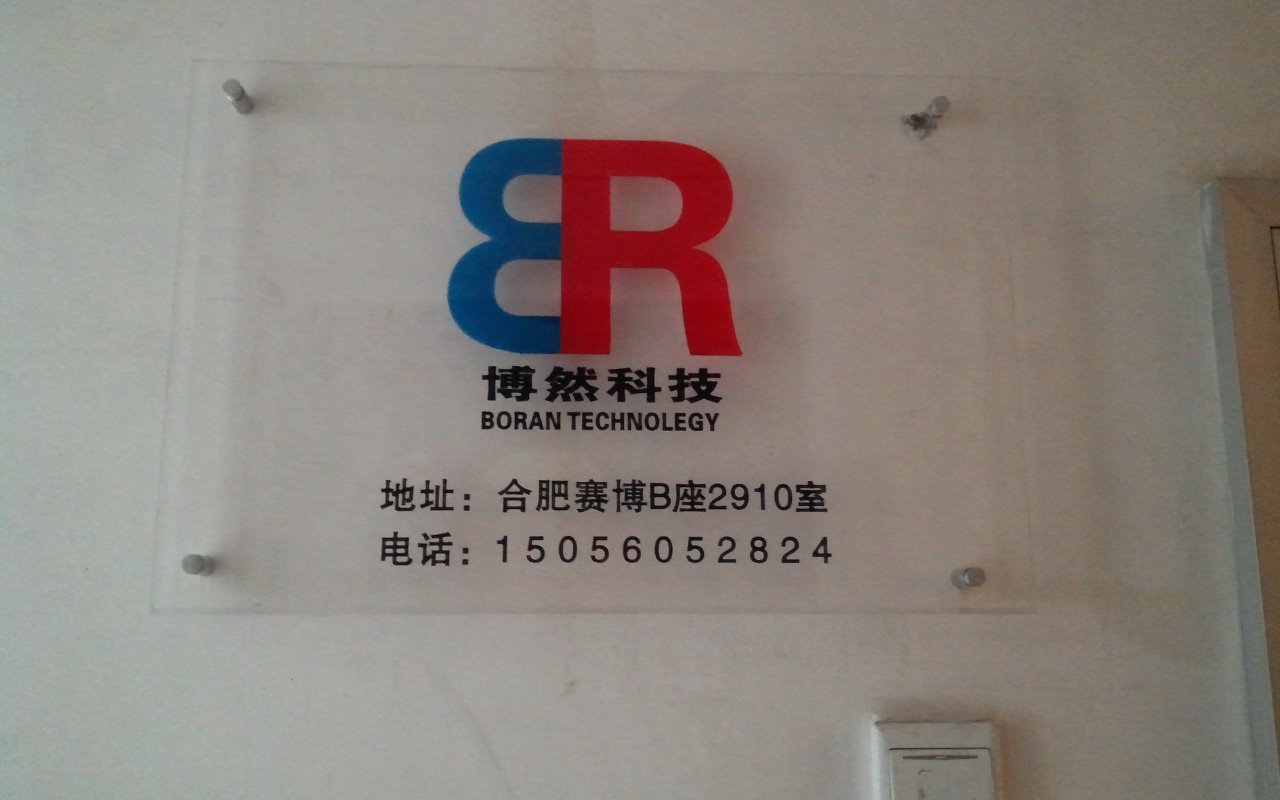 BR
博然科技
BORAN TECHNOLEGY
地址：合肥赛博B座2910室
电话：15056052824